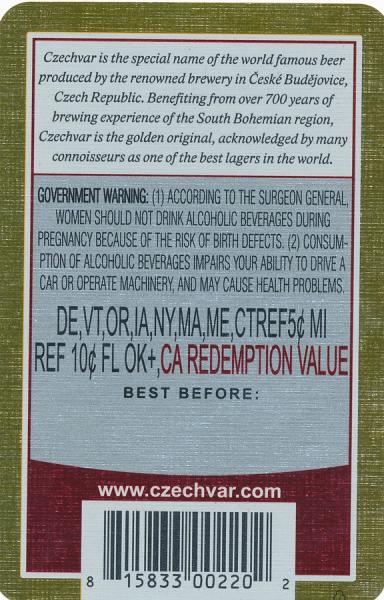 Czechvar is the special name of the world famous beer
produced by the renowned brewery in České Budějovice,
Czech Republic. Benefiting from over 700 years of
brewing experience of the South Bohemian region,
Czechvar is the golden original, acknowledged by many
connoisseurs as one of the best lagers in the world.
GOVERNMENT WARNING: (1) ACCORDING TO THE SURGEON GENERAL,
WOMEN SHOULD NOT DRINK ALCOHOLIC BEVERAGES DURING
PREGNANCY BECAUSE OF THE RISK OF BIRTH DEFECTS. (2) CONSUM-
PTION OF ALCOHOLIC BEVERAGES IMPAIRS YOUR ABILITY TO DRIVE A
CAR OR OPERATE MACHINERY, AND MAY CAUSE HEALTH PROBLEMS.
DE,VT,OR,IA,NY,MA,ME,CTREF5¢ MI
REF 10¢ FL OK+,CA REDEMPTION VALUE
BEST BEFORE:
www.czechvar.com
8 15833 00220 2